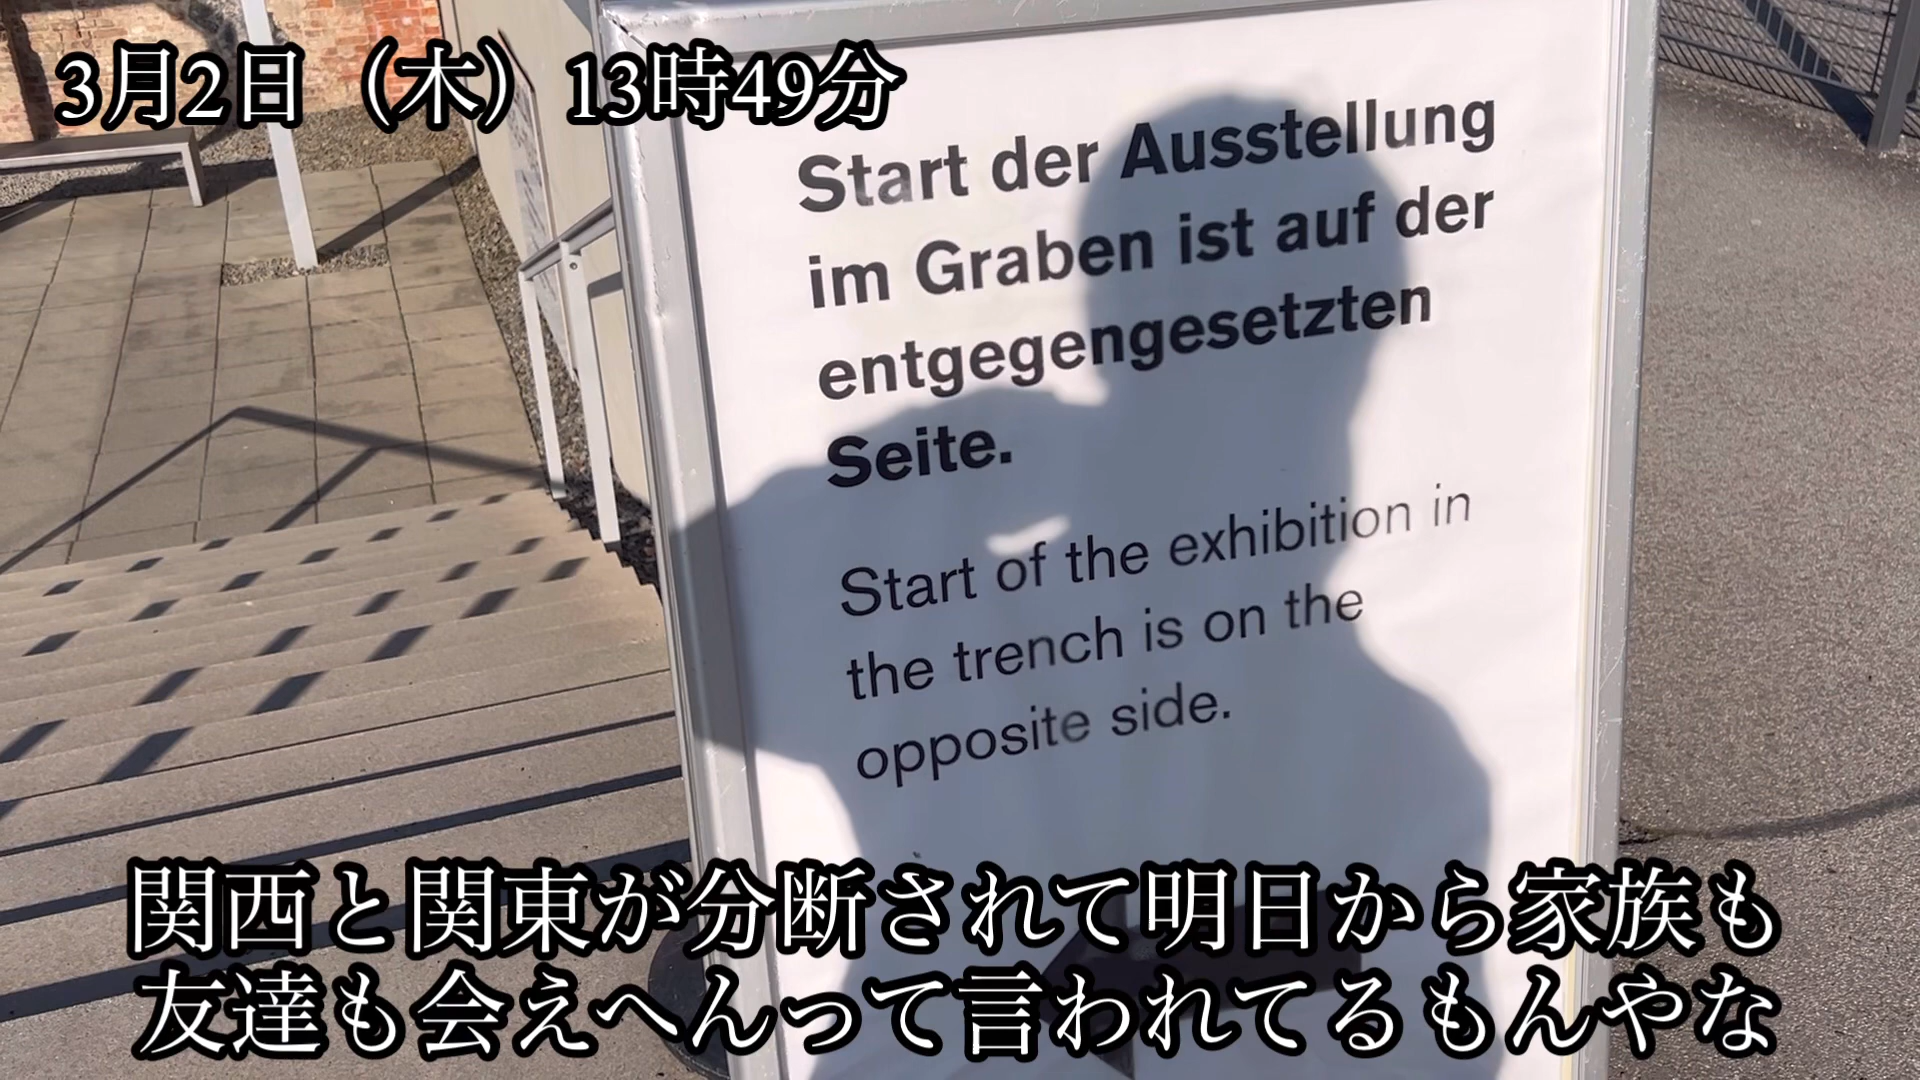 3月2日（木）13時49分
Start der Ausstellung
im Graben ist auf der
entgegengesetzten
Seite.
Start of the exhibition in
the trench is on the
opposite side.
関西と関東が分断されて明日から家族も
友達も会えへんって言われてるもんやな